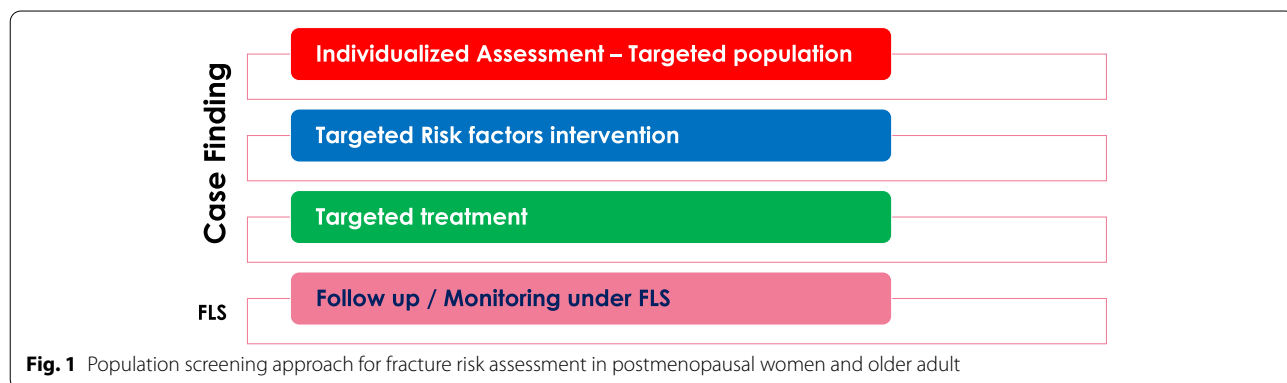 Case Finding
Individualized Assessment – Targeted population
Targeted Risk factors intervention
Targeted treatment
FLS
Follow up / Monitoring under FLS
Fig. 1 Population screening approach for fracture risk assessment in postmenopausal women and older adult